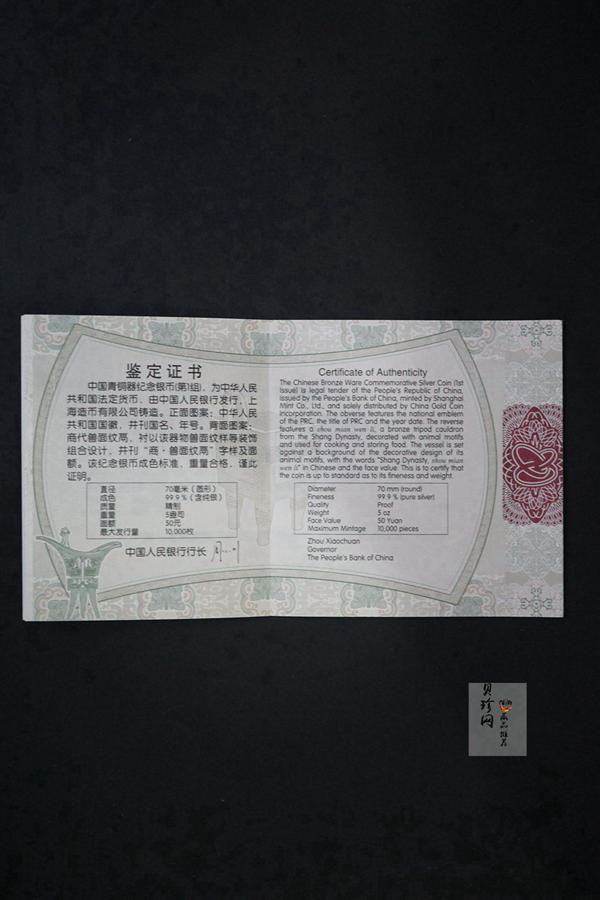 鉴定证书
中国青铜器纪念银币(第1组)，为中华人民
共和国法定货币，由中国人民银行发行，上
海造币有限公司铸造。正面图案：中华人民
共和国国徽，并刊国名、年号。背面图案：
商代兽面纹鬲，衬以该器物兽面纹样等装饰
组合设计，并刊“商·兽面纹鬲”字样及面
额。该纪念银币成色标准，重量合格，谨此
证明。
直径 70毫米（圆形）
成色 99.9％（含纯银）
质量 精制
重量 5盎司
面额 50元
最大发行量 10,000枚
中国人民银行行长
Certificate of Authenticity
The Chinese Bronze Ware Commemorative Silver Coin (1st
Issue) is legal tender of the People's Republic of China,
issued by the People's Bank of China, minted by Shanghai
Mint Co., Ltd., and solely distributed by China Gold Coin
Incorporation. The obverse features the national emblem
of the PRC, the title of PRC and the year date. The reverse
features a shou mian wen li, a bronze tripod cauldron
from the Shang Dynasty, decorated with animal motifs
and used for cooking and storing food. The vessel is set
against a background of the decorative design of its
animal motifs, with the words "Shang Dynasty, shou mian
wen li" in Chinese and the face value. This is to certify that
the coin is up to standard as to its fineness and weight.
Diameter 70 mm (round)
Fineness 99.9 % (pure silver)
Quality Proof
Weight 5 oz
Face Value 50 Yuan
Maximum Mintage 10,000 pieces
Zhou Xiaochuan
Governor
The People's Bank of China
贝珍网
藏品推荐